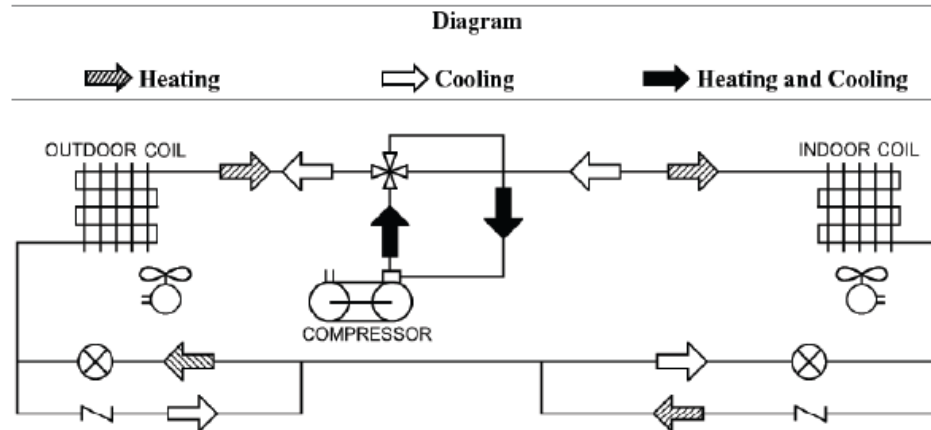 Diagram
Heating Cooling Heating and Cooling
OUTDOOR COIL INDOOR COIL
COMPRESSOR